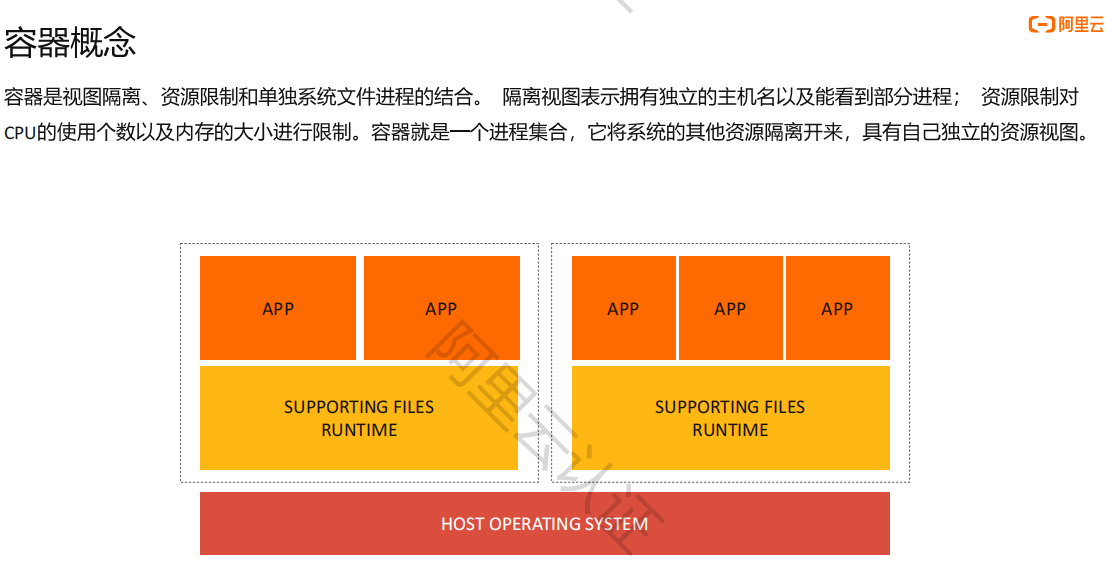 阿里云
容器概念
容器是视图隔离、资源限制和单独系统文件进程的结合。 隔离视图表示拥有独立的主机名以及能看到部分进程； 资源限制对
CPU的使用个数以及内存的大小进行限制。容器就是一个进程集合，它将系统的其他资源隔离开来，具有自己独立的资源视图。
APP
APP
APP
APP
APP
SUPPORTING FILES
RUNTIME
SUPPORTING FILES
RUNTIME
HOST OPERATING SYSTEM
阿里云认证